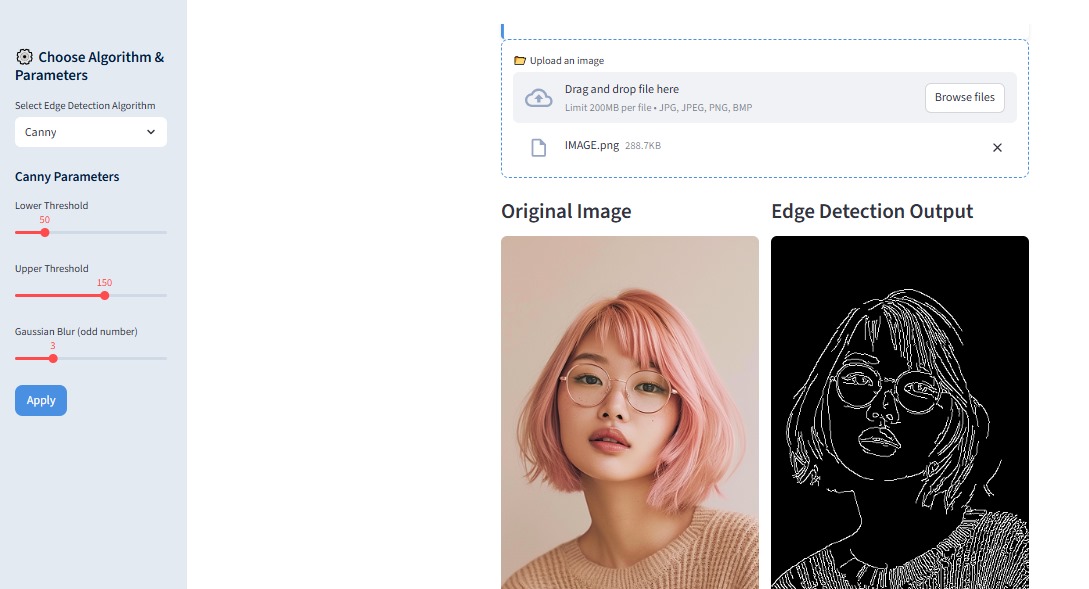 Choose Algorithm &
Parameters
Select Edge Detection Algorithm
Canny
Canny Parameters
Lower Threshold
50
Upper Threshold
150
Gaussian Blur (odd number)
3
Apply
Upload an image
Drag and drop file here
Limit 200MB per file • JPG, JPEG, PNG, BMP
Browse files
IMAGE.png 288.7KB
Original Image
Edge Detection Output